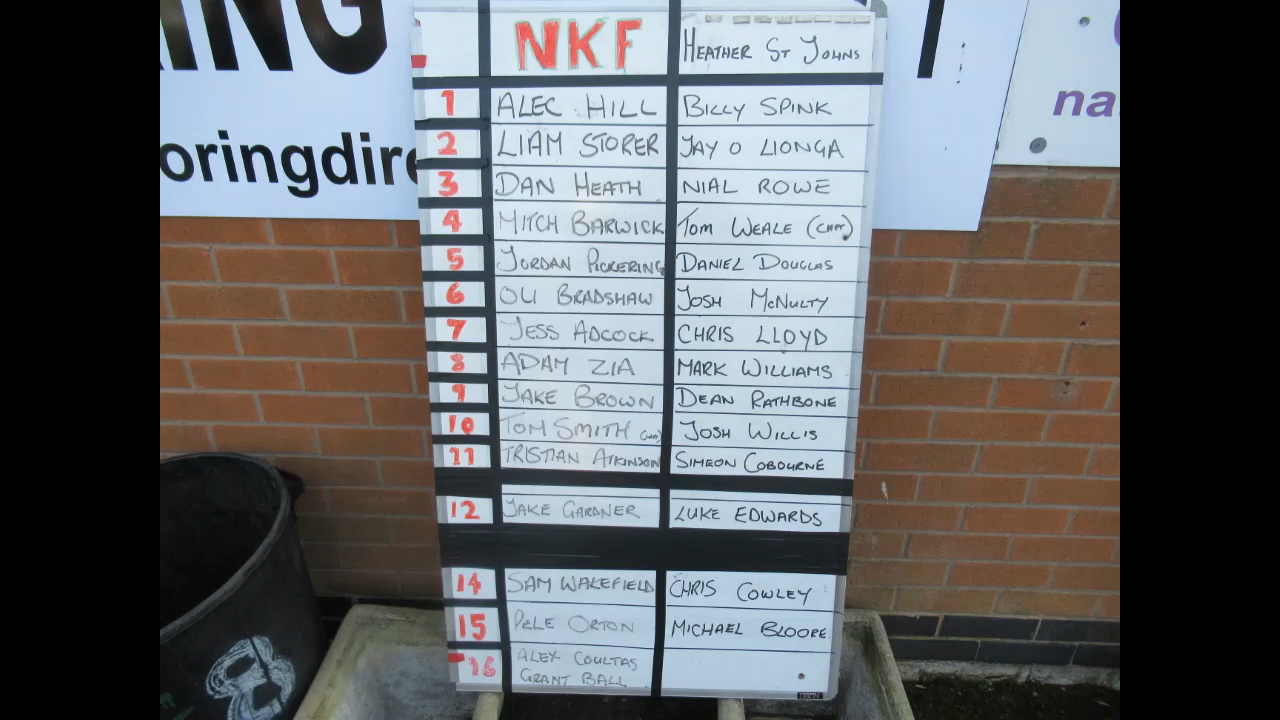 ING
oringdire
na
NKF HEATHER ST JOHNS
1 ALEC HILL BILLY SPINK
2 LIAM STORER JAY O LIONGA
3 DAN HEATH NIAL ROWE
4 MITCH BARWICK TOM WEALE (CAPT)
5 JORDAN PICKERING DANIEL DOUGLAS
6 OLI BRADSHAW JOSH MCNULTY
7 JESS ADCOCK CHRIS LLOYD
8 ADAM ZIA MARK WILLIAMS
9 JAKE BROWN DEAN RATHBONE
10 TOM SMITH JOSH WILLIS
11 TRISTIAN ATKINSON SIMEON COBOURNE
12 JAKE GARDNER LUKE EDWARDS
14 SAM WAKEFIELD CHRIS COWLEY
15 PELE ORTON MICHAEL BLOORE
16 ALEX COULTAS
GRANT BALL
8